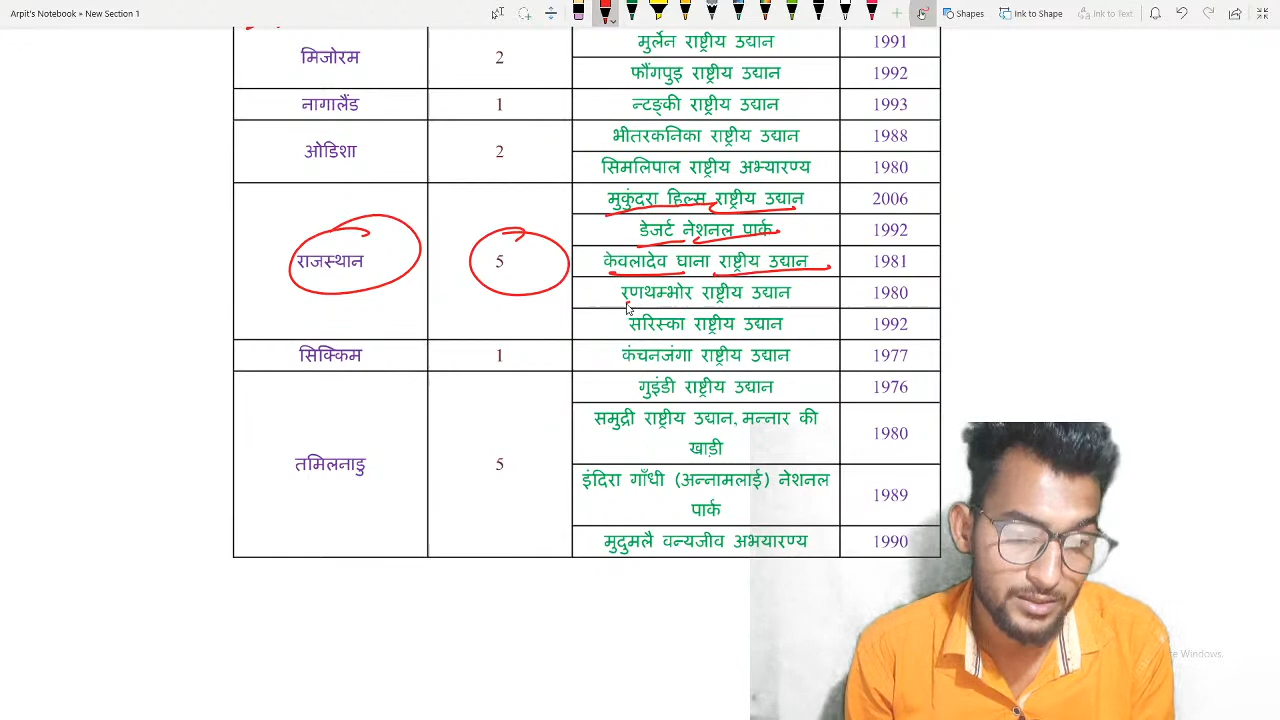 Arpit's Notebook » New Section 1
Shapes
Ink to Shape
Ink to Text
मिजोरम 2 मुर्लेन राष्ट्रीय उद्यान 1991
फौंगपुइ राष्ट्रीय उद्यान 1992
नागालैंड 1 न्टङ्की राष्ट्रीय उद्यान 1993
ओडिशा 2 भीतरकनिका राष्ट्रीय उद्यान 1988
सिमलिपाल राष्ट्रीय अभ्यारण्य 1980
राजस्थान 5 मुकुंदरा हिल्स राष्ट्रीय उद्यान 2006
डेजर्ट नेशनल पार्क 1992
केवलादेव घाना राष्ट्रीय उद्यान 1981
रणथम्भोर राष्ट्रीय उद्यान 1980
सरिस्का राष्ट्रीय उद्यान 1992
सिक्किम 1 कंचनजंगा राष्ट्रीय उद्यान 1977
तमिलनाडु 5 गुइंडी राष्ट्रीय उद्यान 1976
समुद्री राष्ट्रीय उद्यान, मन्नार की
खाड़ी 1980
इंदिरा गाँधी (अन्नामलाई) नेशनल
पार्क 1989
मुदुमलै वन्यजीव अभयारण्य 1990
Windows.